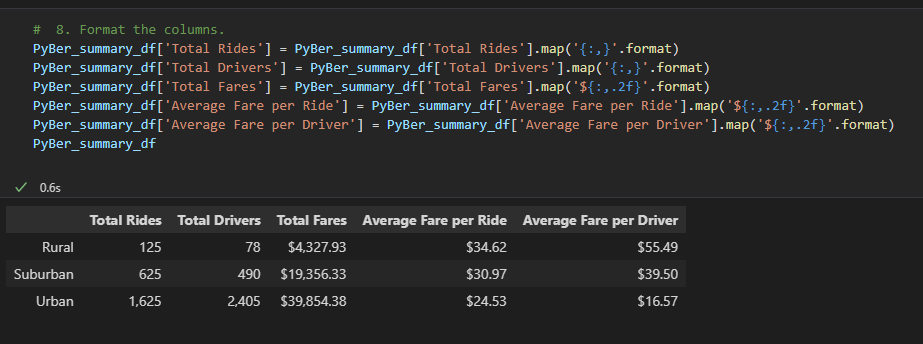 #  8. Format the columns.
PyBer_summary_df['Total Rides'] = PyBer_summary_df['Total Rides'].map('{:,}'.format)
PyBer_summary_df['Total Drivers'] = PyBer_summary_df['Total Drivers'].map('{:,}'.format)
PyBer_summary_df['Total Fares'] = PyBer_summary_df['Total Fares'].map('${:,.2f}'.format)
PyBer_summary_df['Average Fare per Ride'] = PyBer_summary_df['Average Fare per Ride'].map('${:,.2f}'.format)
PyBer_summary_df['Average Fare per Driver'] = PyBer_summary_df['Average Fare per Driver'].map('${:,.2f}'.format)
PyBer_summary_df
0.6s
Total Rides Total Drivers Total Fares Average Fare per Ride Average Fare per Driver
Rural 125 78 $4,327.93 $34.62 $55.49
Suburban 625 490 $19,356.33 $30.97 $39.50
Urban 1,625 2,405 $39,854.38 $24.53 $16.57